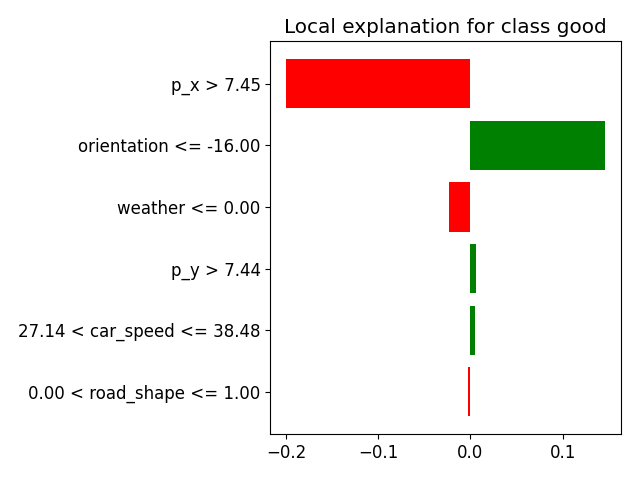 Local explanation for class good
p_x > 7.45
orientation <= -16.00
weather <= 0.00
p_y > 7.44
27.14 < car_speed <= 38.48
0.00 < road_shape <= 1.00
−0.2 −0.1 0.0 0.1